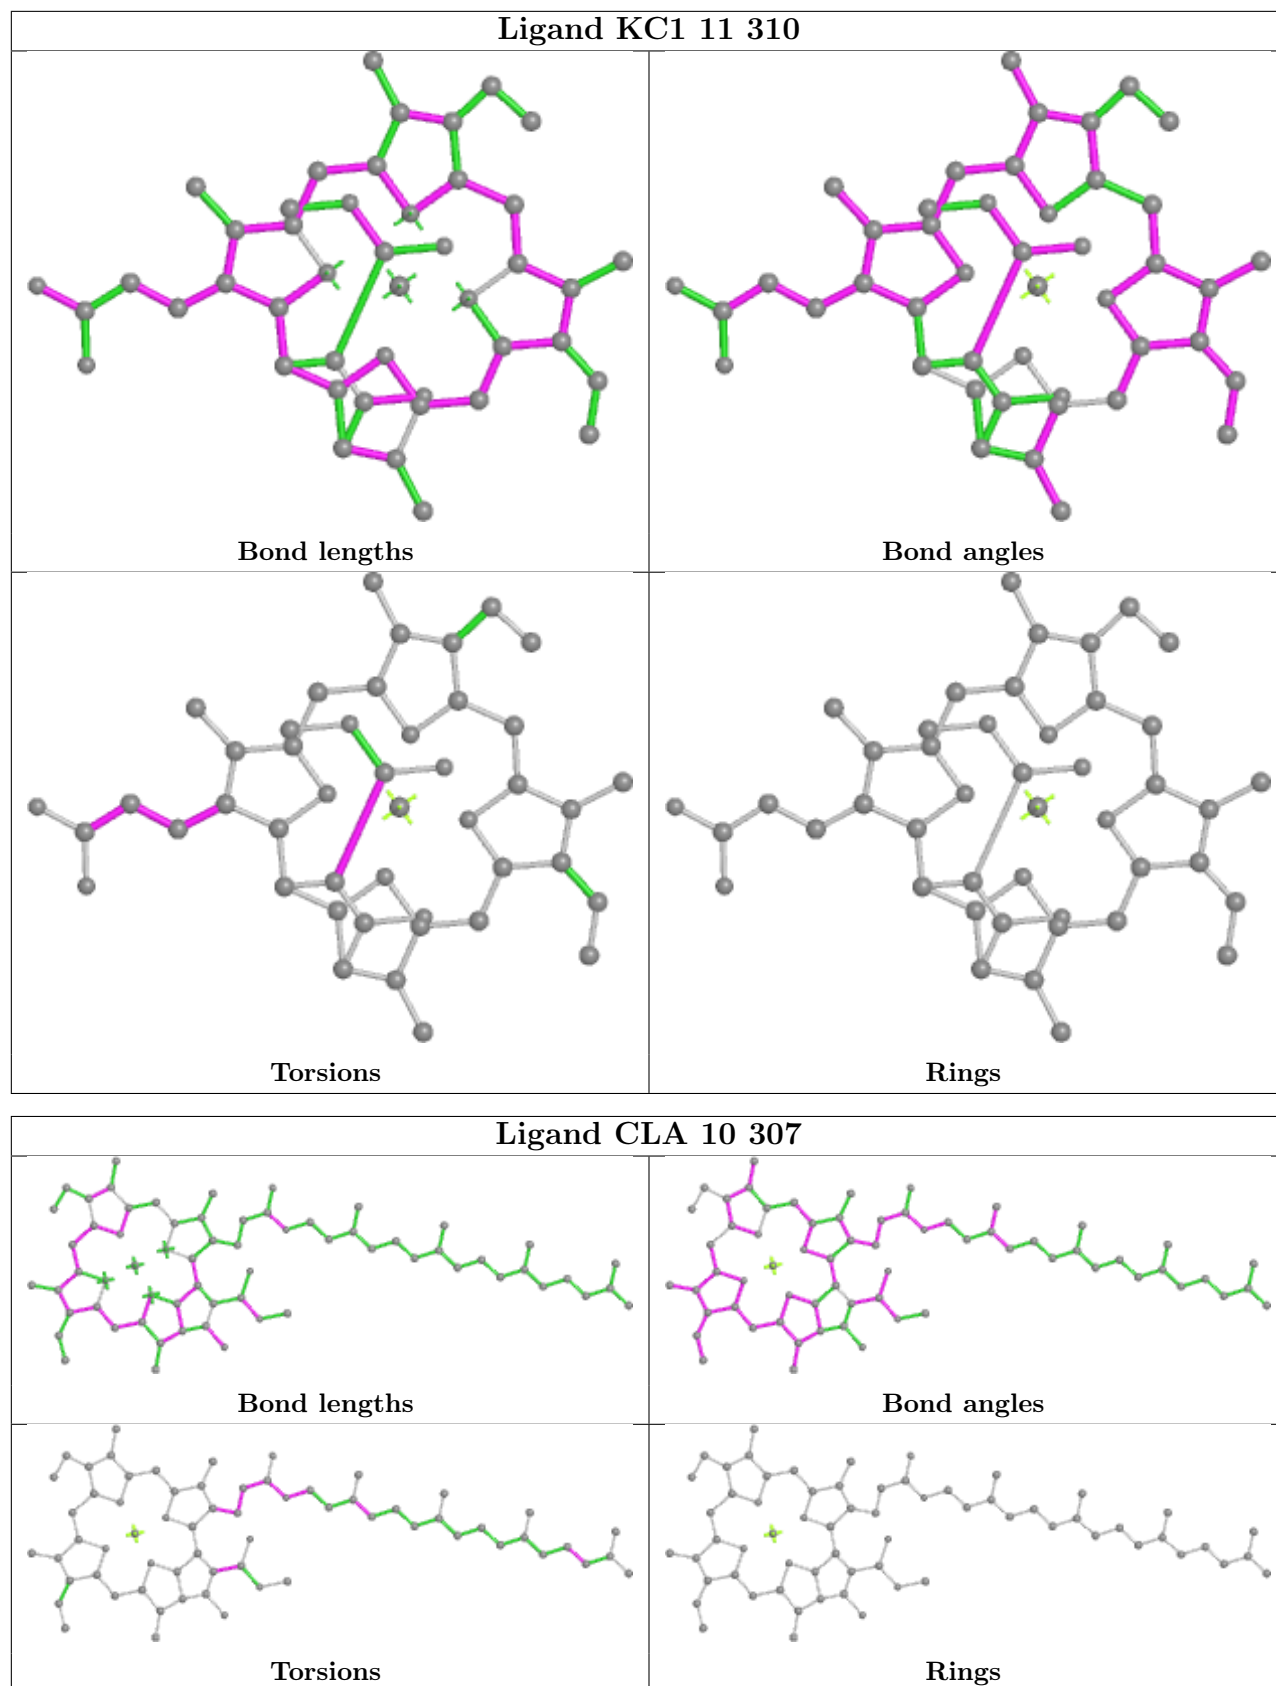 Ligand KC1 11 310
Bond lengths
Bond angles
Torsions
Rings
Ligand CLA 10 307
Bond lengths
Bond angles
Torsions
Rings